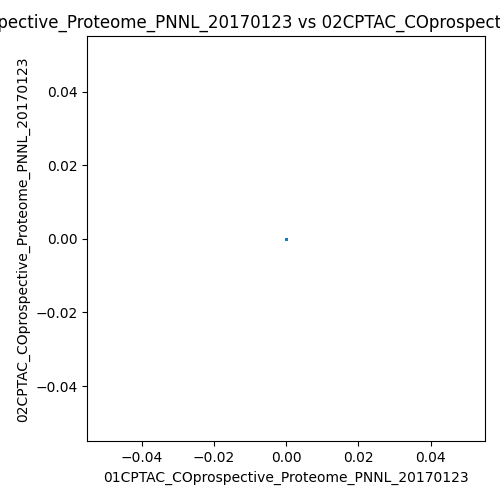 pective_Proteome_PNNL_20170123 vs 02CPTAC_COprospect
02CPTAC_COprospective_Proteome_PNNL_20170123
0.04
0.02
0.00
−0.02
−0.04
−0.04 −0.02 0.00 0.02 0.04
01CPTAC_COprospective_Proteome_PNNL_20170123